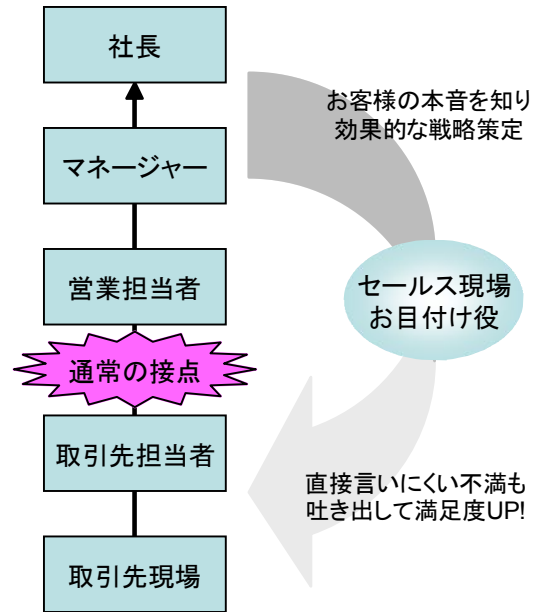 社長
マネージャー
営業担当者
通常の接点
取引先担当者
取引先現場
お客様の本音を知り
効果的な戦略策定
セールス現場
お目付け役
直接言いにくい不満も
吐き出して満足度UP!